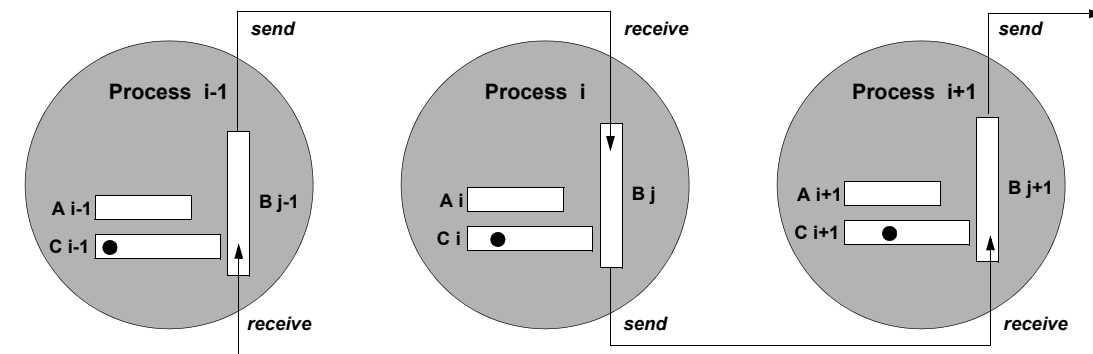 send
receive
send
Process i-1
Process i
Process i+1
A i-1
B j-1
C i-1
A i
B j
C i
A i+1
B j+1
C i+1
receive
send
receive